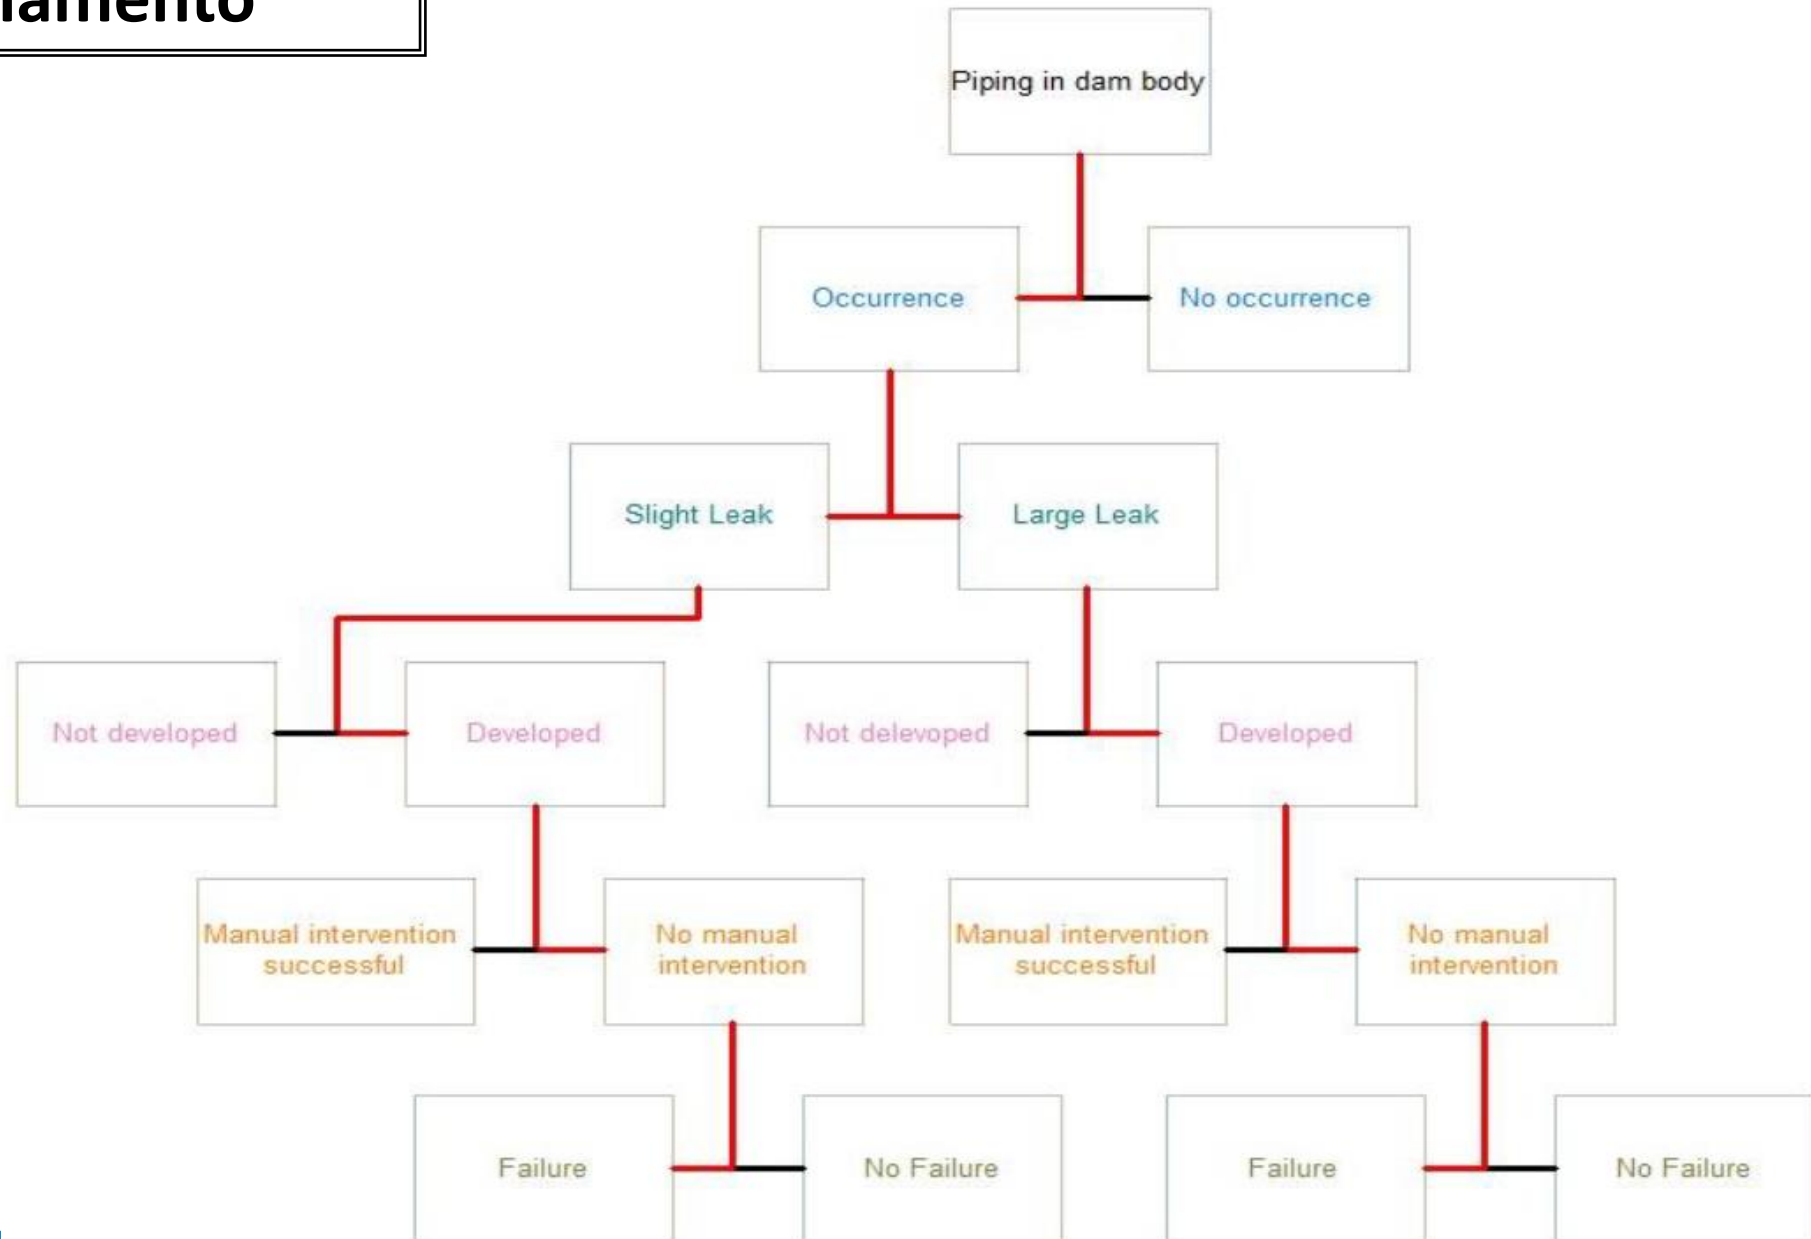 Piping in dam body
Occurrence
No occurrence
Slight Leak
Large Leak
Not developed
Developed
Not delevoped
Developed
Manual intervention
successful
No manual
intervention
Manual intervention
successful
No manual
intervention
Failure
No Failure
Failure
No Failure